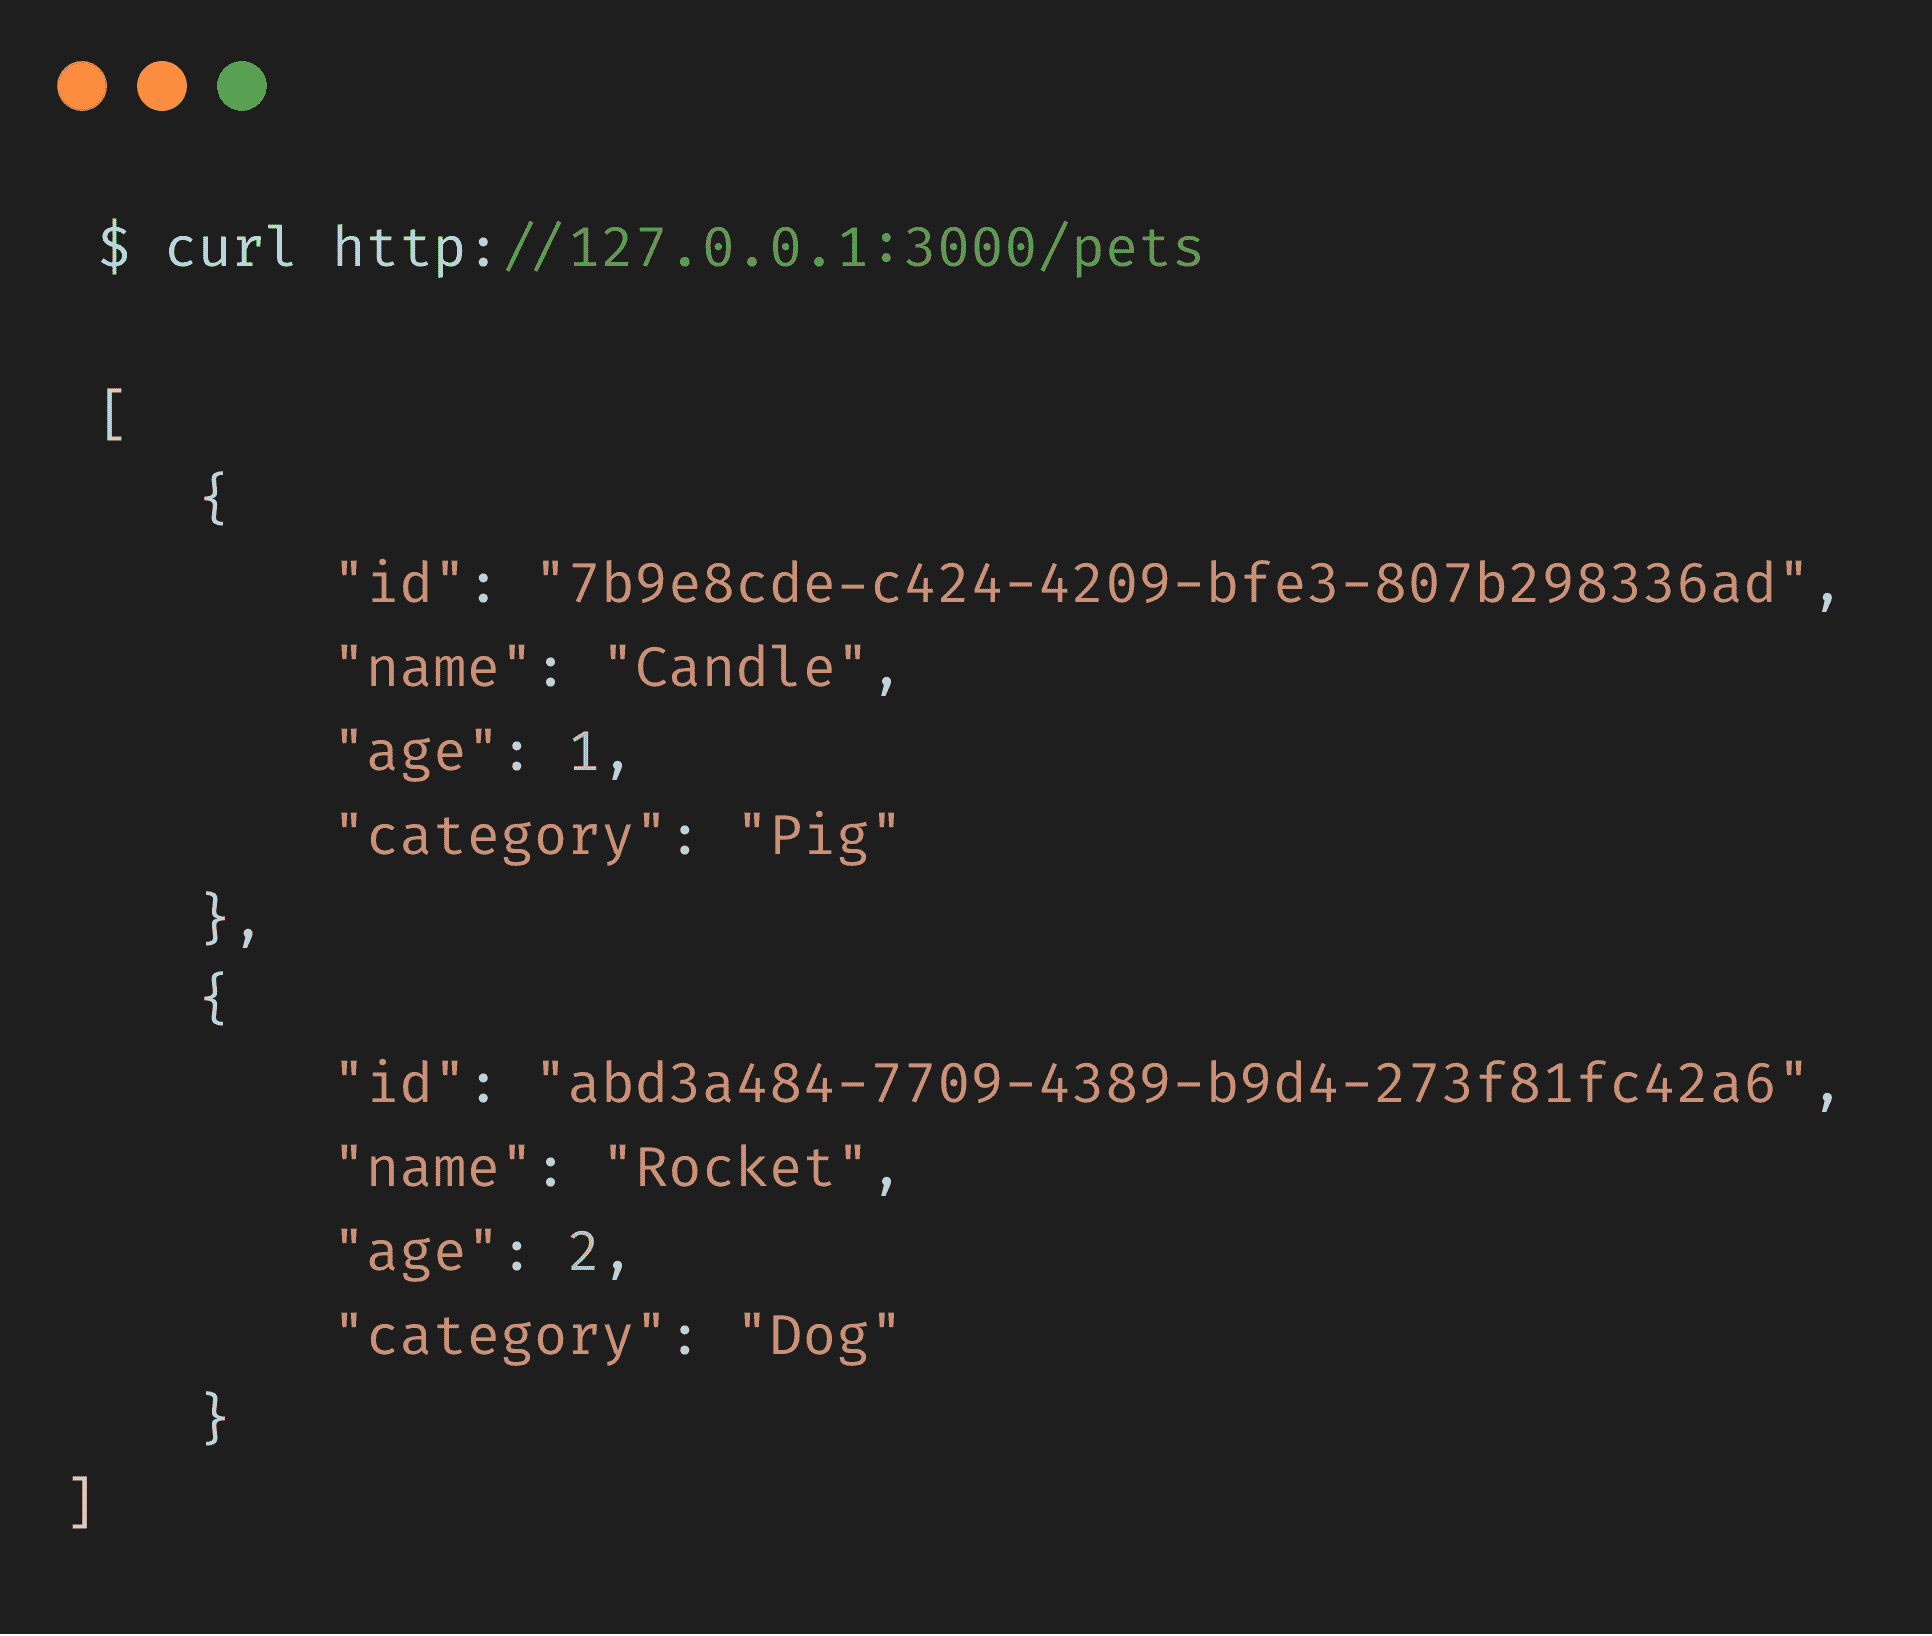 $ curl http://127.0.0.1:3000/pets
[
{
"id": "7b9e8cde-c424-4209-bfe3-807b298336ad",
"name": "Candle",
"age": 1,
"category": "Pig"
},
{
"id": "abd3a484-7709-4389-b9d4-273f81fc42a6",
"name": "Rocket",
"age": 2,
"category": "Dog"
}
]